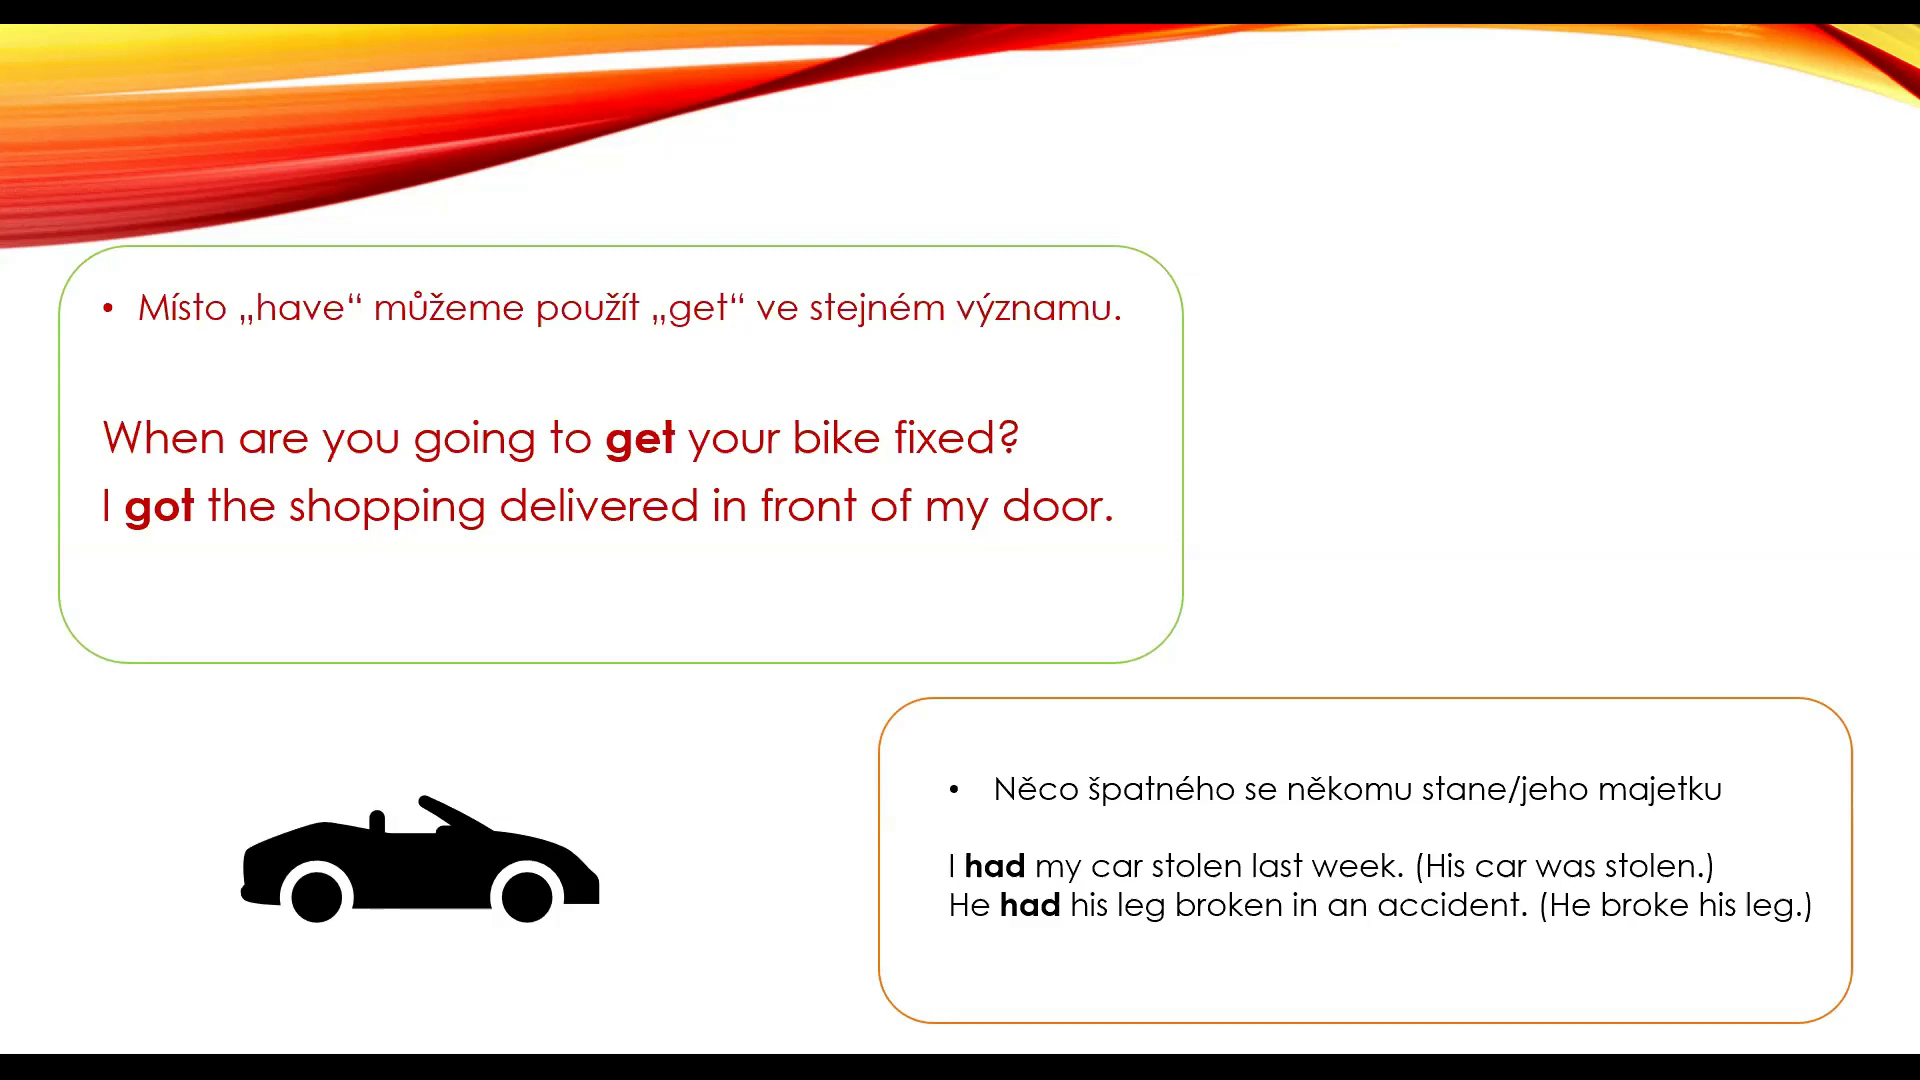 • Místo „have“ můžeme použít „get“ ve stejném významu.
When are you going to get your bike fixed?
I got the shopping delivered in front of my door.
• Něco špatného se někomu stane/jeho majetku
I had my car stolen last week. (His car was stolen.)
He had his leg broken in an accident. (He broke his leg.)